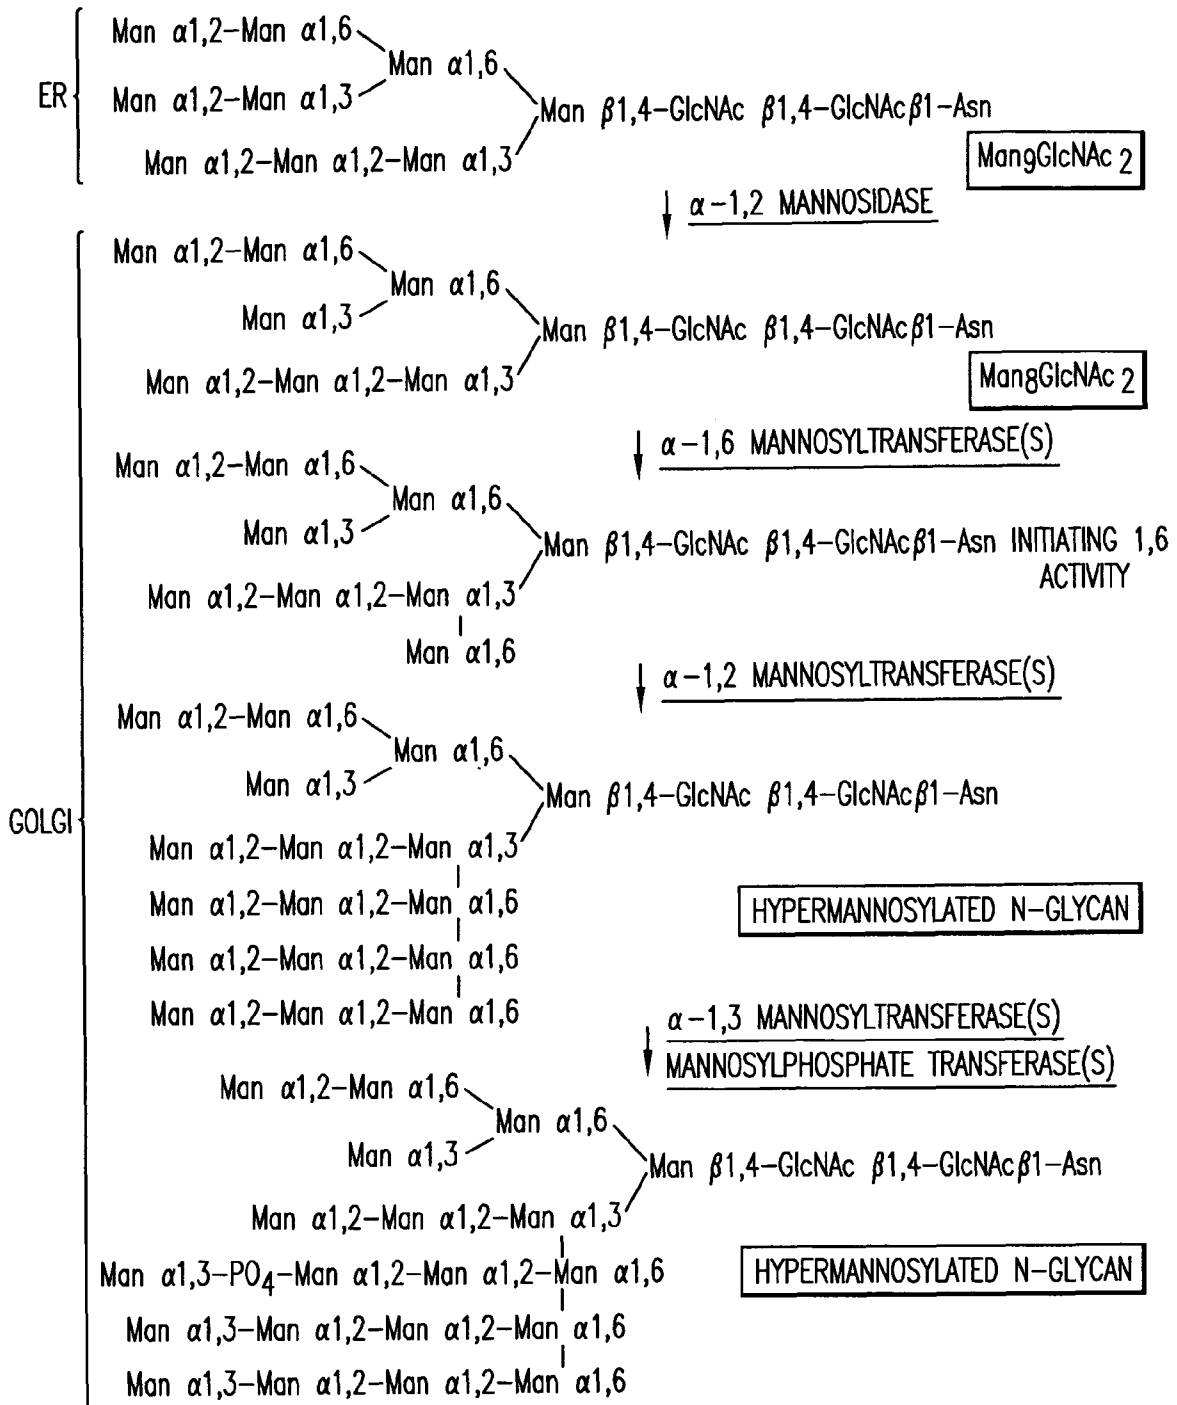 Man α1,2–Man α1,6
Man α1,6
ER
Man α1,2–Man α1,3
Man β1,4–GlcNAc β1,4–GlcNAcβ1–Asn
Man α1,2–Man α1,2–Man α1,3
Man9GlcNAc2
α–1,2 MANNOSIDASE
Man α1,2–Man α1,6
Man α1,6
Man α1,3
Man β1,4–GlcNAc β1,4–GlcNAcβ1–Asn
Man α1,2–Man α1,2–Man α1,3
Man8GlcNAc2
α–1,6 MANNOSYLTRANSFERASE(S)
Man α1,2–Man α1,6
Man α1,6
Man α1,3
Man β1,4–GlcNAc β1,4–GlcNAcβ1–Asn INITIATING 1,6
ACTIVITY
Man α1,2–Man α1,2–Man α1,3
Man α1,6
α–1,2 MANNOSYLTRANSFERASE(S)
Man α1,2–Man α1,6
Man α1,6
Man α1,3
Man β1,4–GlcNAc β1,4–GlcNAcβ1–Asn
GOLGI
Man α1,2–Man α1,2–Man α1,3
Man α1,2–Man α1,2–Man α1,6
HYPERMANNOSYLATED N–GLYCAN
Man α1,2–Man α1,2–Man α1,6
Man α1,2–Man α1,2–Man α1,6
α–1,3 MANNOSYLTRANSFERASE(S)
MANNOSYLPHOSPHATE TRANSFERASE(S)
Man α1,2–Man α1,6
Man α1,6
Man α1,3
Man β1,4–GlcNAc β1,4–GlcNAcβ1–Asn
Man α1,2–Man α1,2–Man α1,3
Man α1,3–PO4–Man α1,2–Man α1,2–Man α1,6
HYPERMANNOSYLATED N–GLYCAN
Man α1,3–Man α1,2–Man α1,2–Man α1,6
Man α1,3–Man α1,2–Man α1,2–Man α1,6